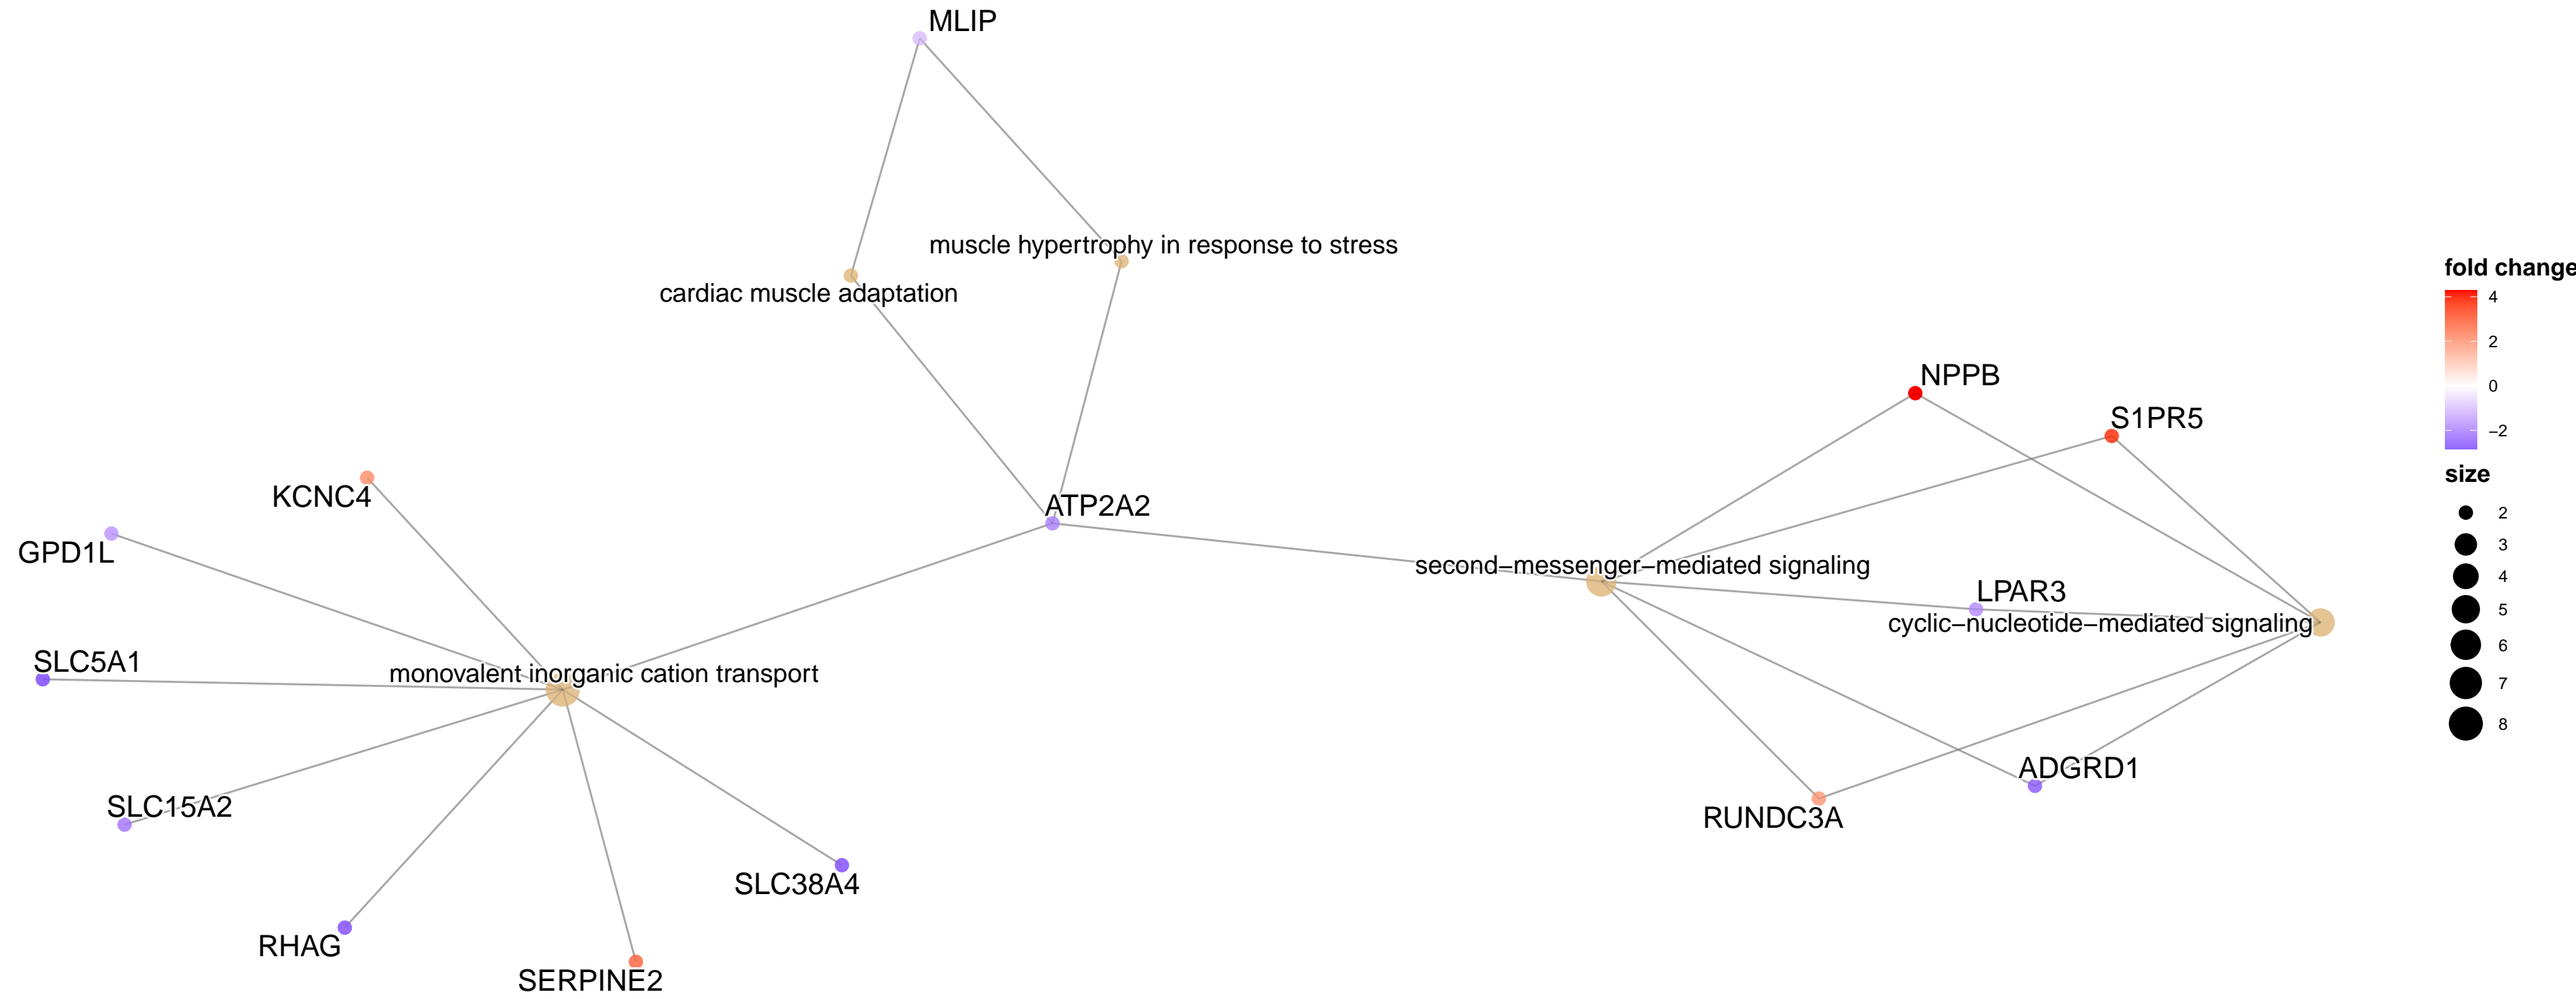 MLIP
muscle hypertrophy in response to stress
cardiac muscle adaptation
NPPB
S1PR5
KCNC4
ATP2A2
GPD1L
second−messenger−mediated signaling
LPAR3
cyclic−nucleotide−mediated signaling
SLC5A1
monovalent inorganic cation transport
ADGRD1
SLC15A2
RUNDC3A
SLC38A4
RHAG
SERPINE2
fold change
4
2
0
−2
size
2
3
4
5
6
7
8